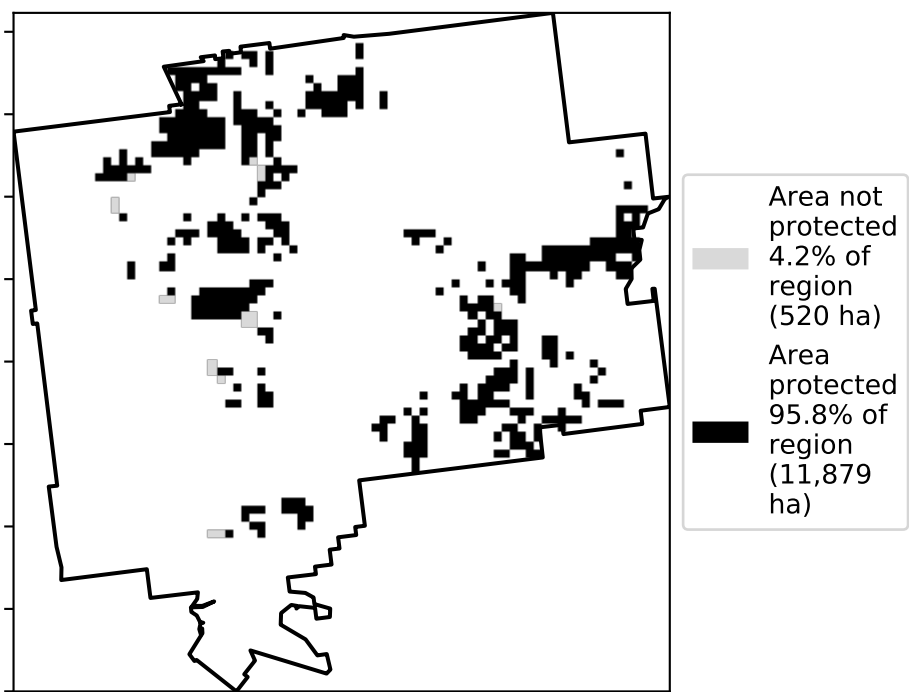 Area not
protected
4.2% of
region
(520 ha)
Area
protected
95.8% of
region
(11,879
ha)